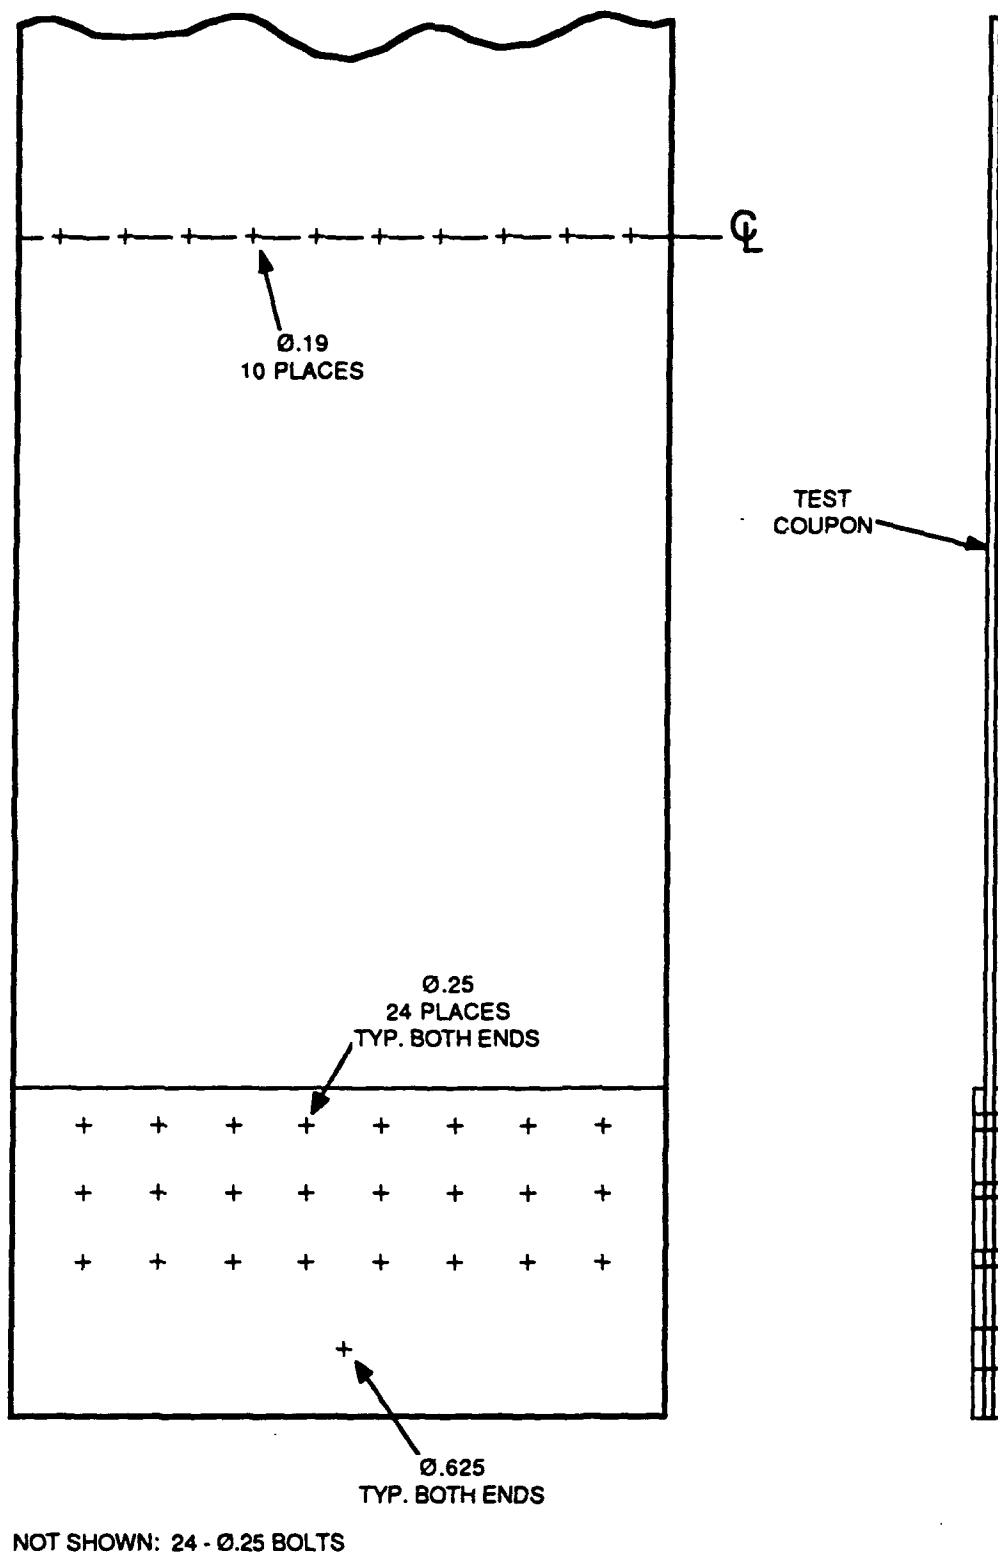 ℄
Ø.19
10 PLACES
TEST
COUPON
Ø.25
24 PLACES
TYP. BOTH ENDS
Ø.625
TYP. BOTH ENDS
NOT SHOWN: 24 - Ø.25 BOLTS